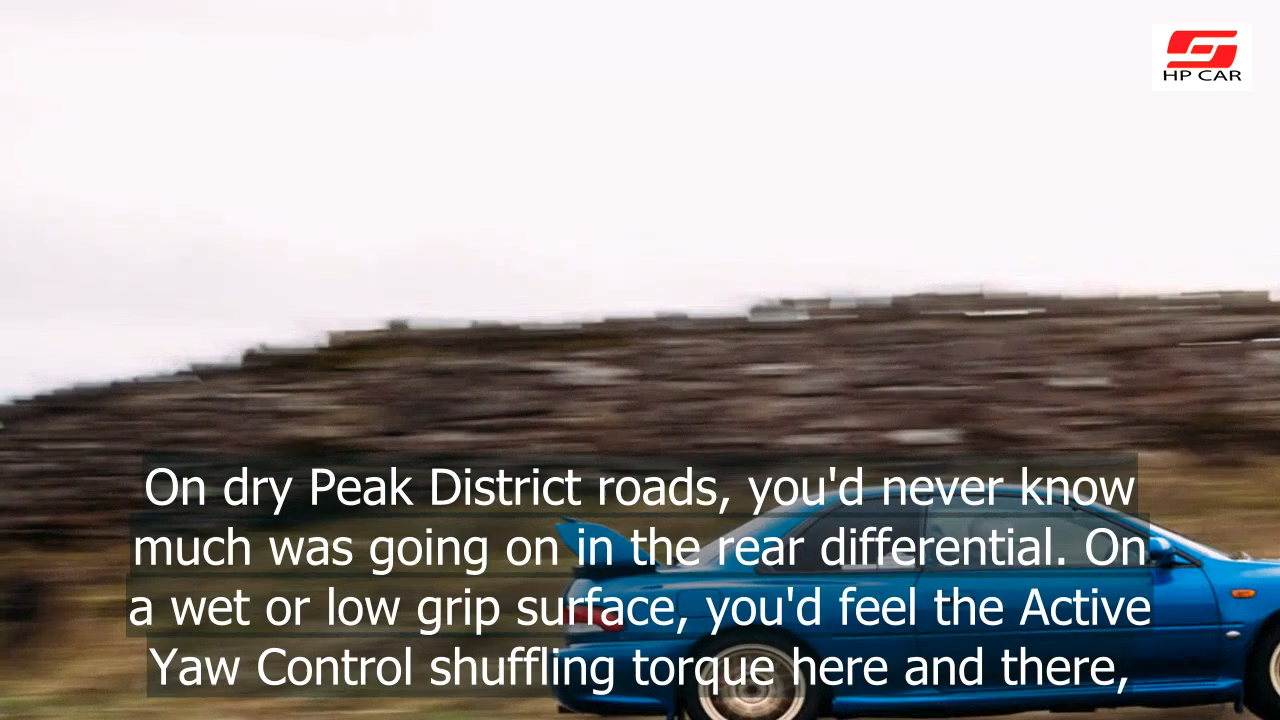 HP CAR
On dry Peak District roads, you'd never know
much was going on in the rear differential. On
a wet or low grip surface, you'd feel the Active
Yaw Control shuffling torque here and there,